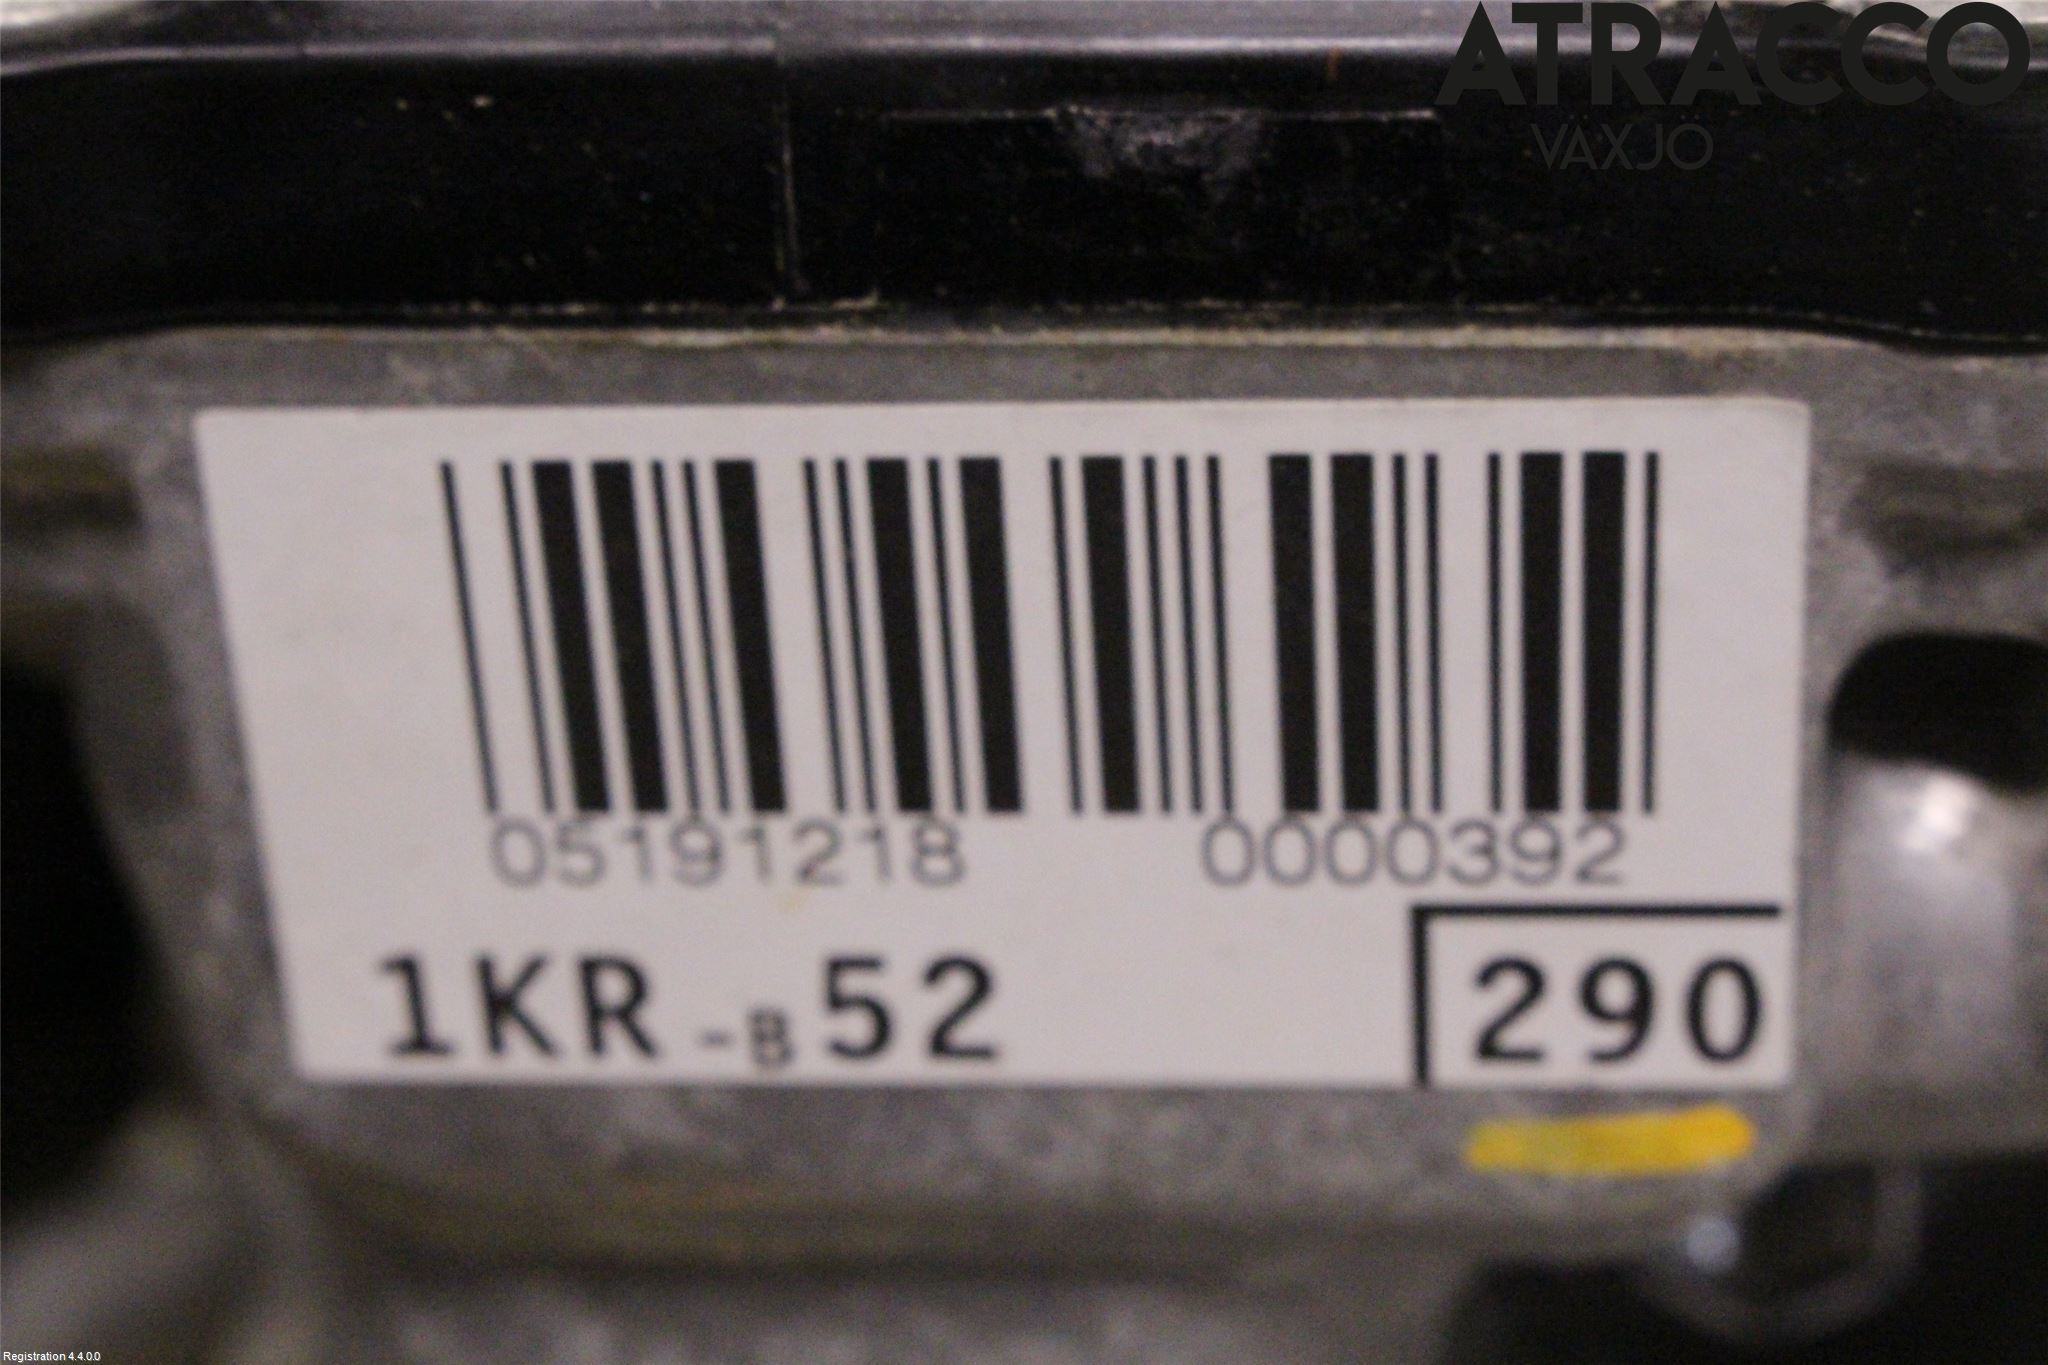 ATRACCO
VÄXJÖ
05191218 0000392
1KR-B52 290
Registration 4.4.0.0